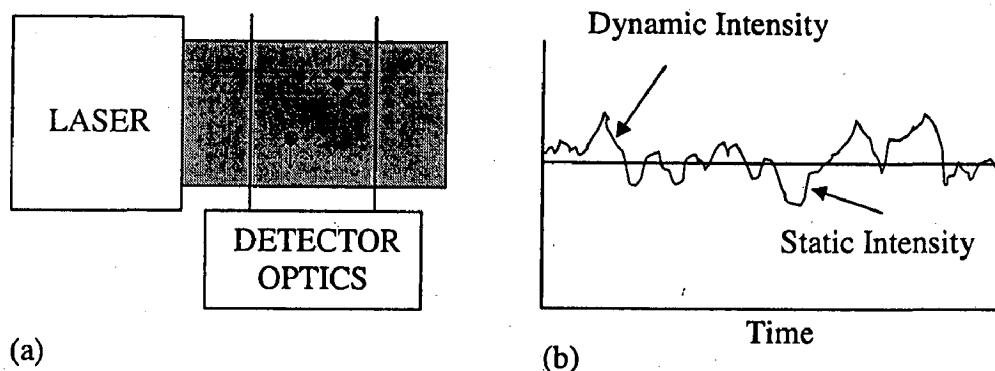 LASER
DETECTOR
OPTICS
(a)
Dynamic Intensity
Static Intensity
Time
(b)